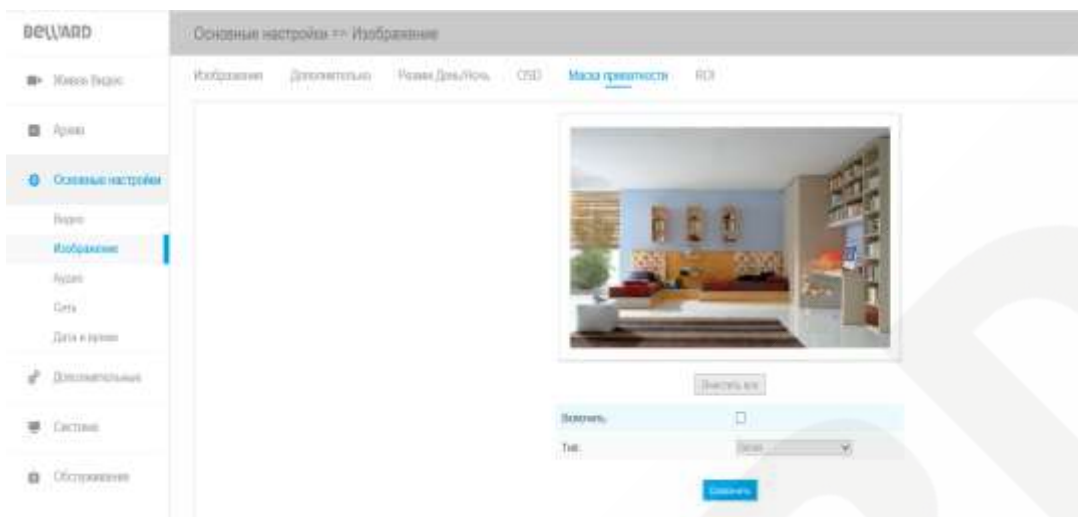 BEWARD
Основные настройки >> Изображение
Изображение Дополнительно Режим День/Ночь OSD Маска приватности ROI
Живое Видео
Архив
Основные настройки
Видео
Изображение
Аудио
Сеть
Дата и время
Дополнительные
Система
Обслуживание
Очистить все
Включить:
Тип:
Сохранить